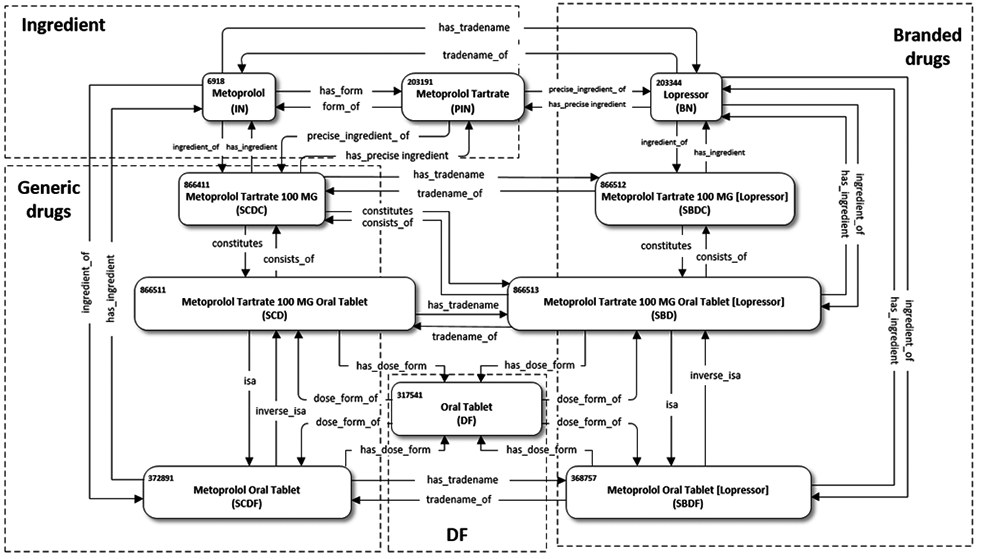 Ingredient
has_tradename
Branded
drugs
tradename_of
6918
Metoprolol
(IN)
has_form
form_of
203191
Metoprolol Tartrate
(PIN)
precise_ingredient_of
has_precise ingredient
203344
Lopressor
(BN)
precise_ingredient_of
has_precise ingredient
ingredient_of
has_ingredient
ingredient_of
has_ingredient
Generic
drugs
866411
Metoprolol Tartrate 100 MG
(SCDC)
has_tradename
tradename_of
866512
Metoprolol Tartrate 100 MG [Lopressor]
(SBDC)
constitutes
consists_of
constitutes
consists_of
constitutes
consists_of
ingredient_of
has_ingredient
ingredient_of
has_ingredient
866511
Metoprolol Tartrate 100 MG Oral Tablet
(SCD)
has_tradename
tradename_of
866513
Metoprolol Tartrate 100 MG Oral Tablet [Lopressor]
(SBD)
ingredient_of
has_ingredient
has_dose_form
has_dose_form
isa
inverse_isa
dose_form_of
dose_form_of
317541
Oral Tablet
(DF)
dose_form_of
dose_form_of
isa
inverse_isa
has_dose_form
has_dose_form
372891
Metoprolol Oral Tablet
(SCDF)
has_tradename
tradename_of
368757
Metoprolol Oral Tablet [Lopressor]
(SBDF)
DF